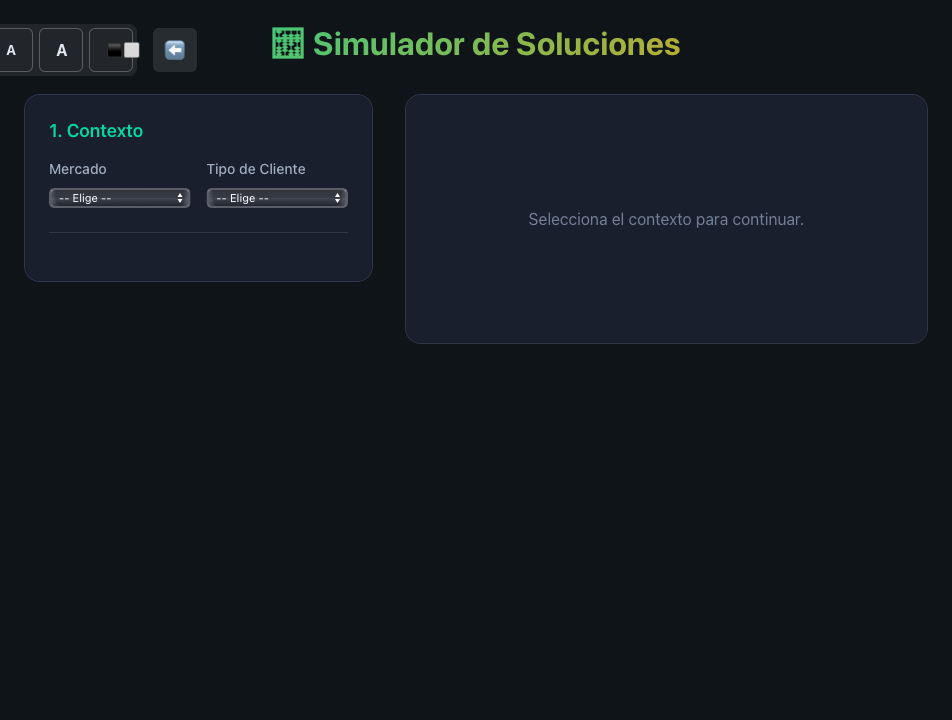 A
A
Simulador de Soluciones
1. Contexto
Mercado
Tipo de Cliente
-- Elige --
-- Elige --
Selecciona el contexto para continuar.